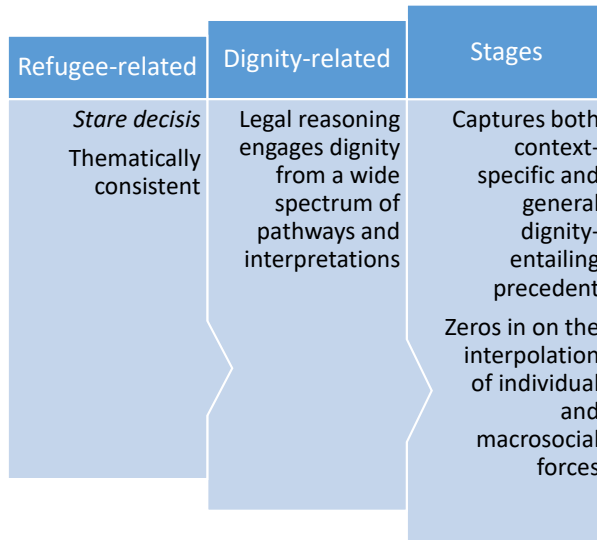 Refugee-related
Stare decisis
Thematically
consistent
Dignity-related
Legal reasoning
engages dignity
from a wide
spectrum of
pathways and
interpretations
Stages
Captures both
context-
specific and
general
dignity-
entailing
precedent
Zeros in on the
interpolation
of individual
and
macrosocial
forces